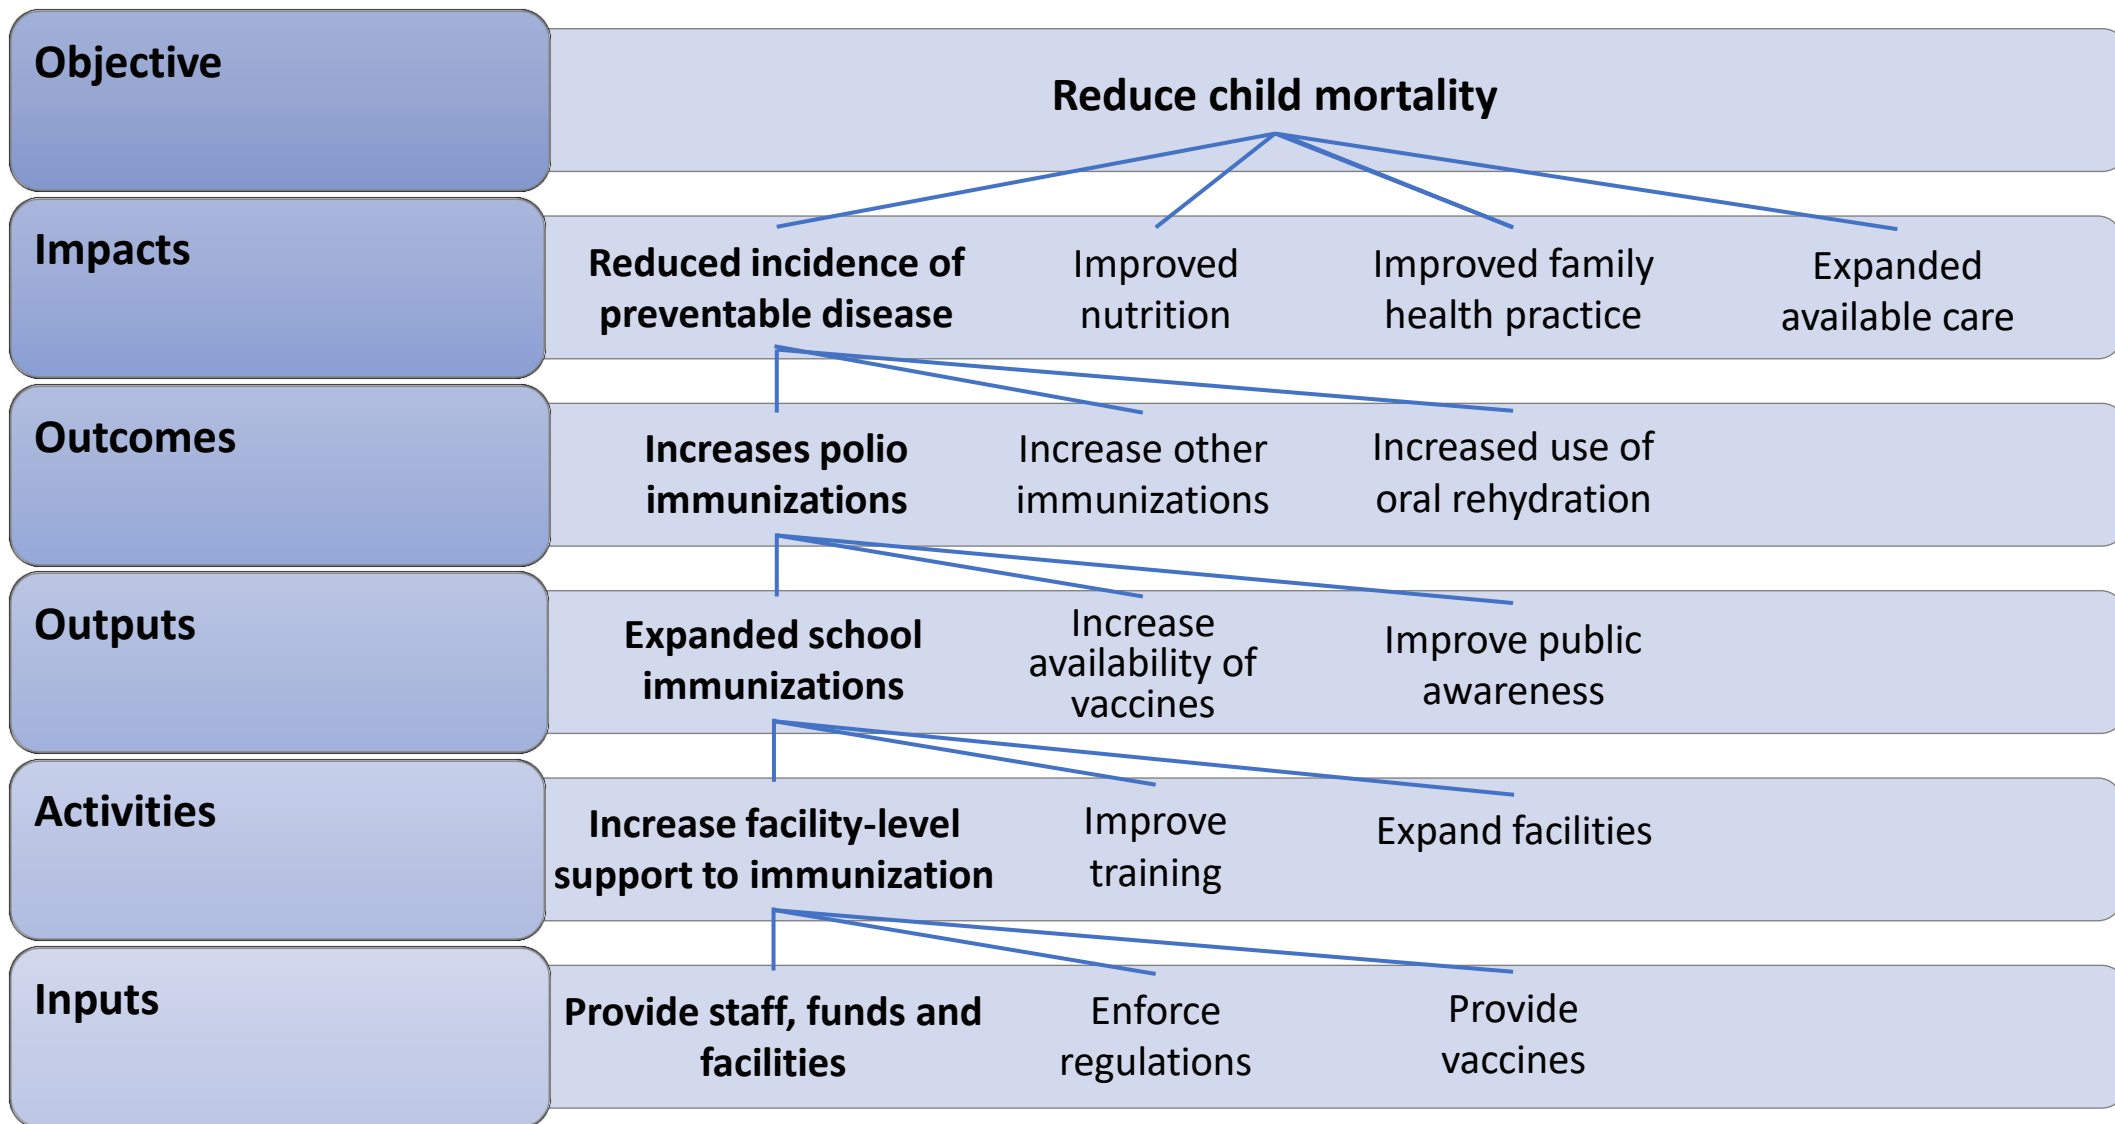 Objective
Reduce child mortality
Impacts
Reduced incidence of
preventable disease
Improved
nutrition
Improved family
health practice
Expanded
available care
Outcomes
Increases polio
immunizations
Increase other
immunizations
Increased use of
oral rehydration
Outputs
Expanded school
immunizations
Increase
availability of
vaccines
Improve public
awareness
Activities
Increase facility-level
support to immunization
Improve
training
Expand facilities
Inputs
Provide staff, funds and
facilities
Enforce
regulations
Provide
vaccines